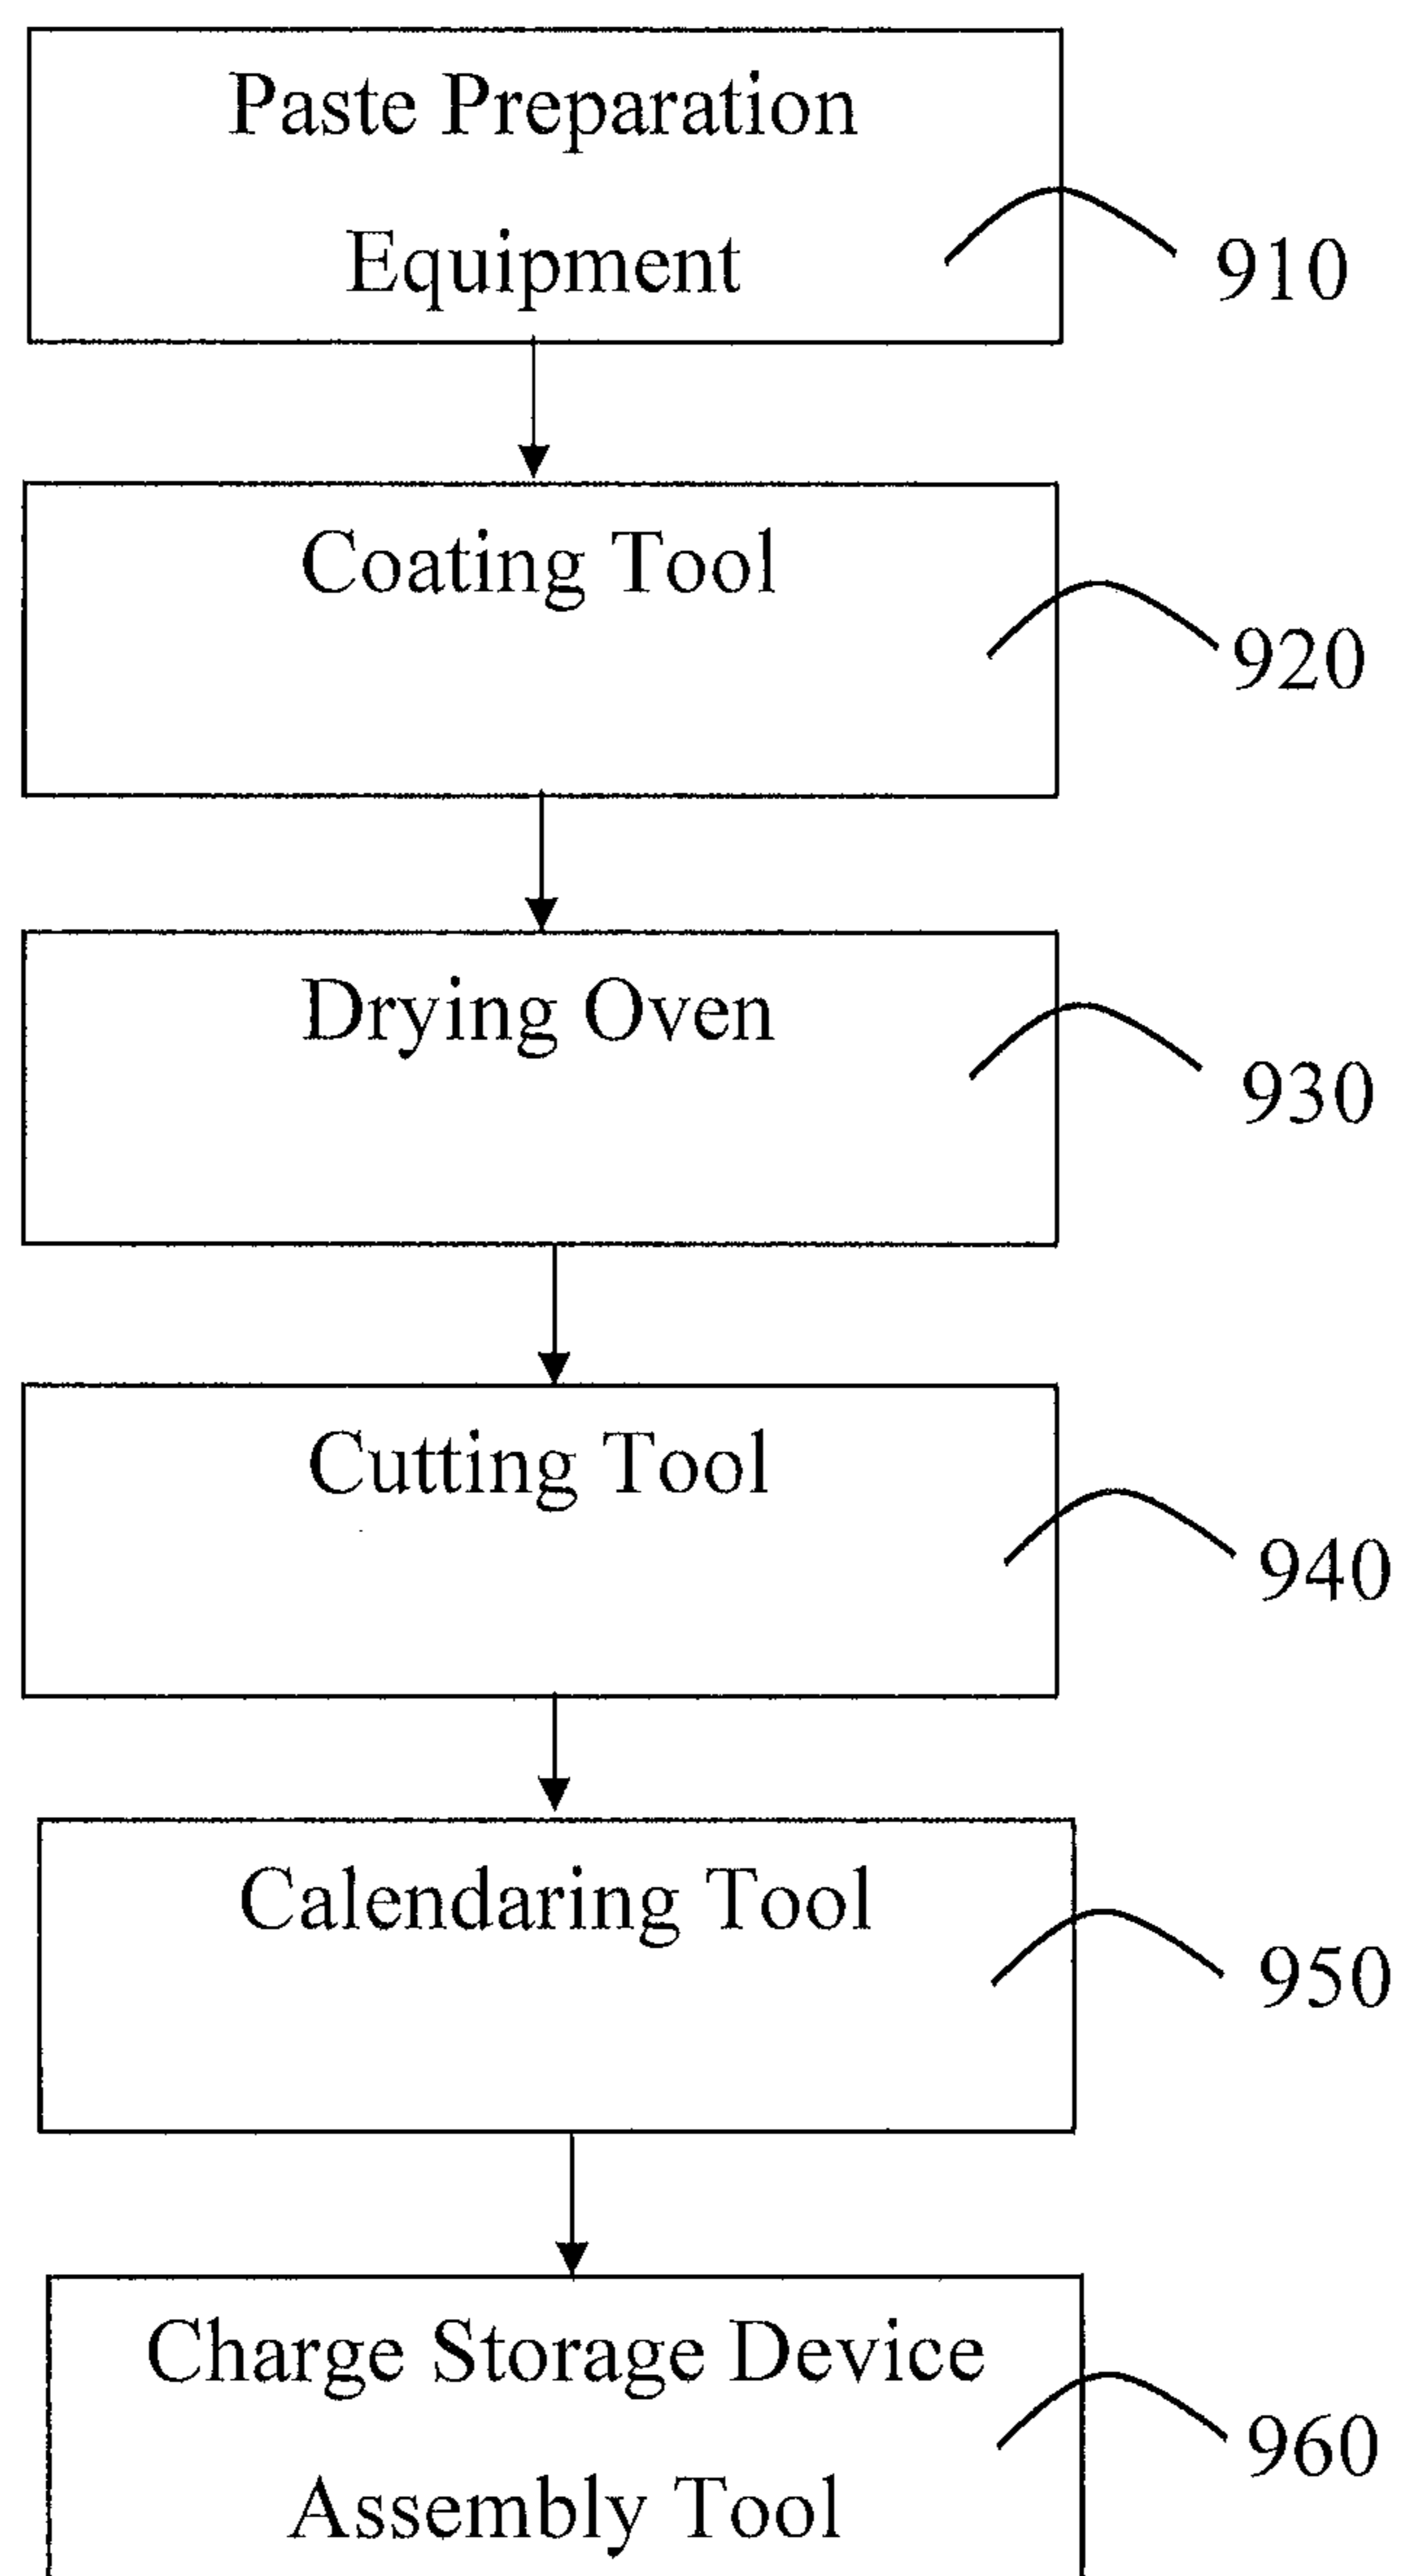 Paste Preparation
Equipment
910
Coating Tool
920
Drying Oven
930
Cutting Tool
940
Calendaring Tool
950
Charge Storage Device
960
Assembly Tool